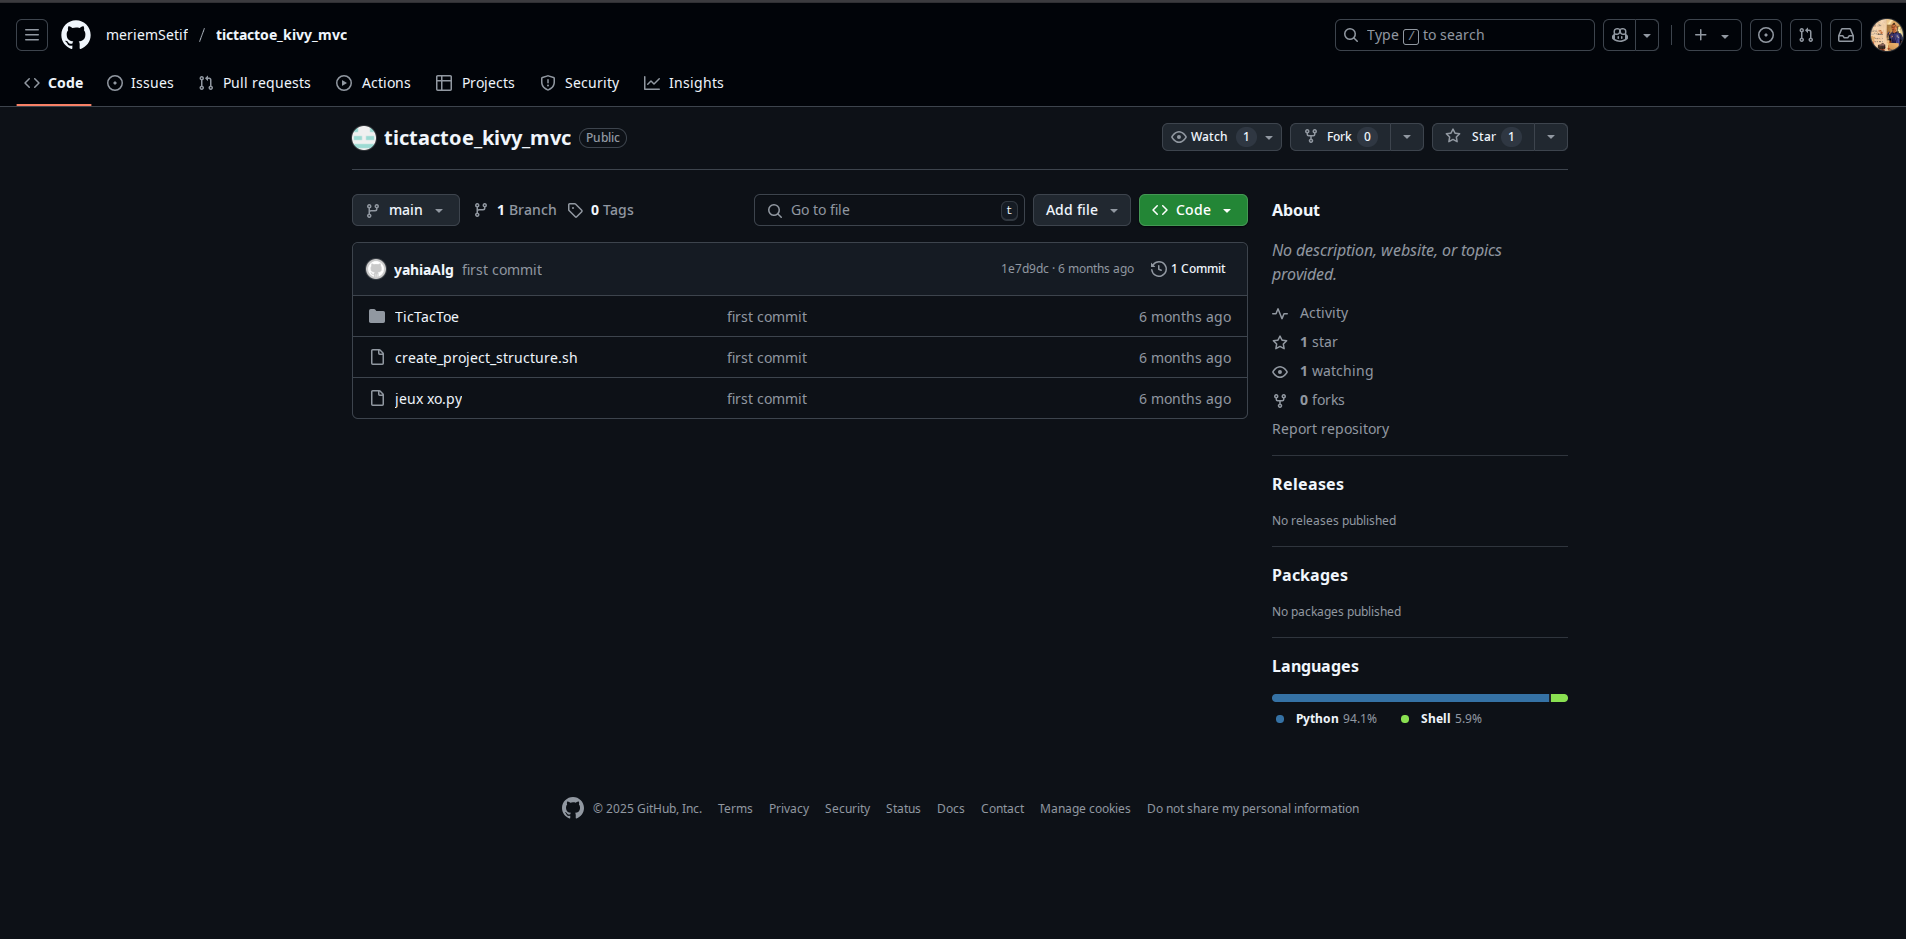 meriemSetif / tictactoe_kivy_mvc
Type / to search
Code Issues Pull requests Actions Projects Security Insights
tictactoe_kivy_mvc Public
Watch 1 Fork 0 Star 1
main 1 Branch 0 Tags Go to file t Add file Code
yahiaAlg first commit 1e7d9dc · 6 months ago 1 Commit
TicTacToe first commit 6 months ago
create_project_structure.sh first commit 6 months ago
jeux xo.py first commit 6 months ago
About
No description, website, or topics
provided.
Activity
1 star
1 watching
0 forks
Report repository
Releases
No releases published
Packages
No packages published
Languages
Python 94.1% Shell 5.9%
© 2025 GitHub, Inc. Terms Privacy Security Status Docs Contact Manage cookies Do not share my personal information